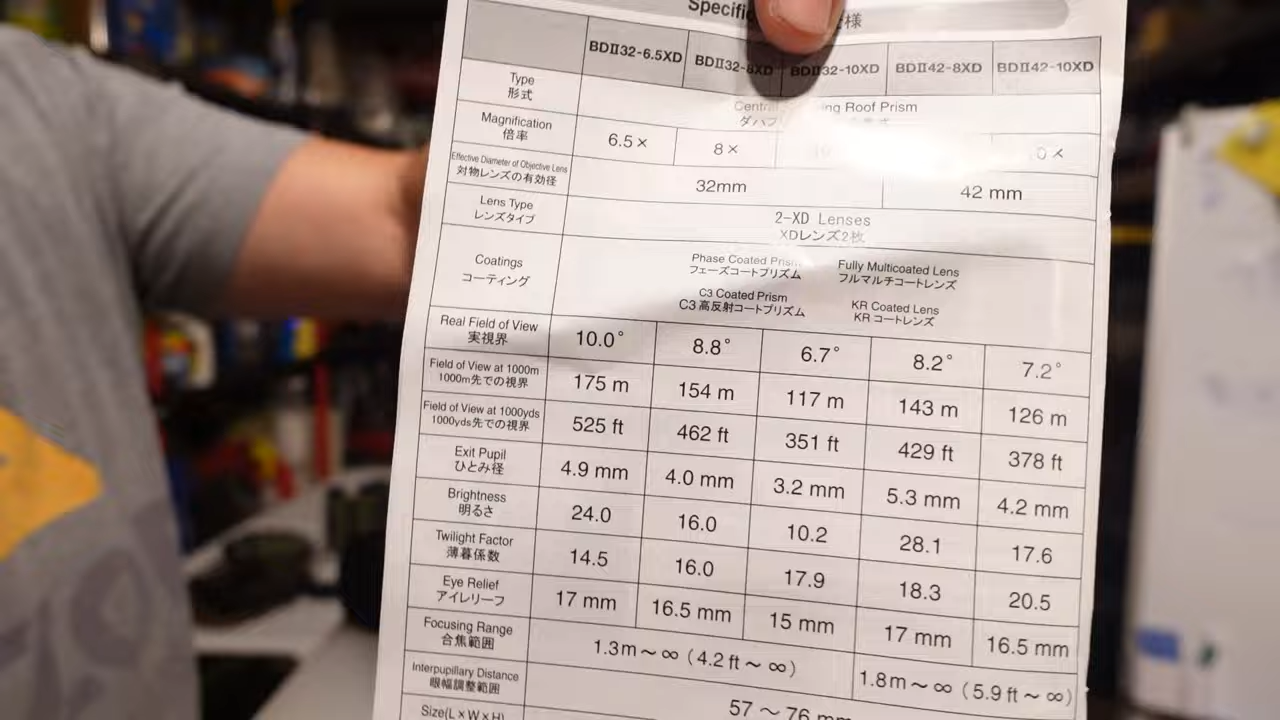 Specific 様
BDII32-6.5XD BDII32-8XD BDII32-10XD BDII42-8XD BDII42-10XD
Type
形式
Central ing Roof Prism
ダハプ
Magnification
倍率
6.5× 8×
Effective Diameter of Objective Lens
対物レンズの有効径
32mm 42 mm
Lens Type
レンズタイプ
2-XD Lenses
XDレンズ2枚
Coatings
コーティング
Phase Coated Prism Fully Multicoated Lens
フェーズコートプリズム フルマルチコートレンズ
C3 Coated Prism KR Coated Lens
C3 高反射コートプリズム KR コートレンズ
Real Field of View
実視界
10.0° 8.8° 6.7° 8.2° 7.2°
Field of View at 1000m
1000m先での視界
175 m 154 m 117 m 143 m 126 m
Field of View at 1000yds
1000yds先での視界
525 ft 462 ft 351 ft 429 ft 378 ft
Exit Pupil
ひとみ径
4.9 mm 4.0 mm 3.2 mm 5.3 mm 4.2 mm
Brightness
明るさ
24.0 16.0 10.2 28.1 17.6
Twilight Factor
薄暮係数
14.5 16.0 17.9 18.3 20.5
Eye Relief
アイレリーフ
17 mm 16.5 mm 15 mm 17 mm 16.5 mm
Focusing Range
合焦範囲
1.3m～∞ (4.2 ft～∞) 1.8m～∞ (5.9 ft～∞)
Interpupillary Distance
眼幅調整範囲
57 ～ 76 mm
Size(L×W×H)